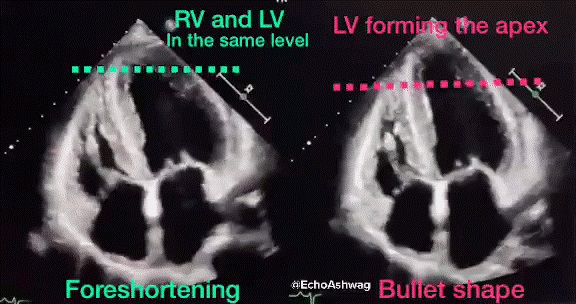 RV and LV
In the same level
LV forming the apex
Foreshortening
@EchoAshwag
Bullet shape